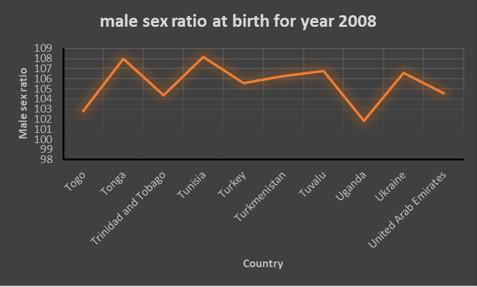 male sex ratio at birth for year 2008
Male sex ratio
109
108
107
106
105
104
103
102
101
100
99
98
Togo
Tonga
Trinidad and Tobago
Tunisia
Turkey
Turkmenistan
Tuvalu
Uganda
Ukraine
United Arab Emirates
Country